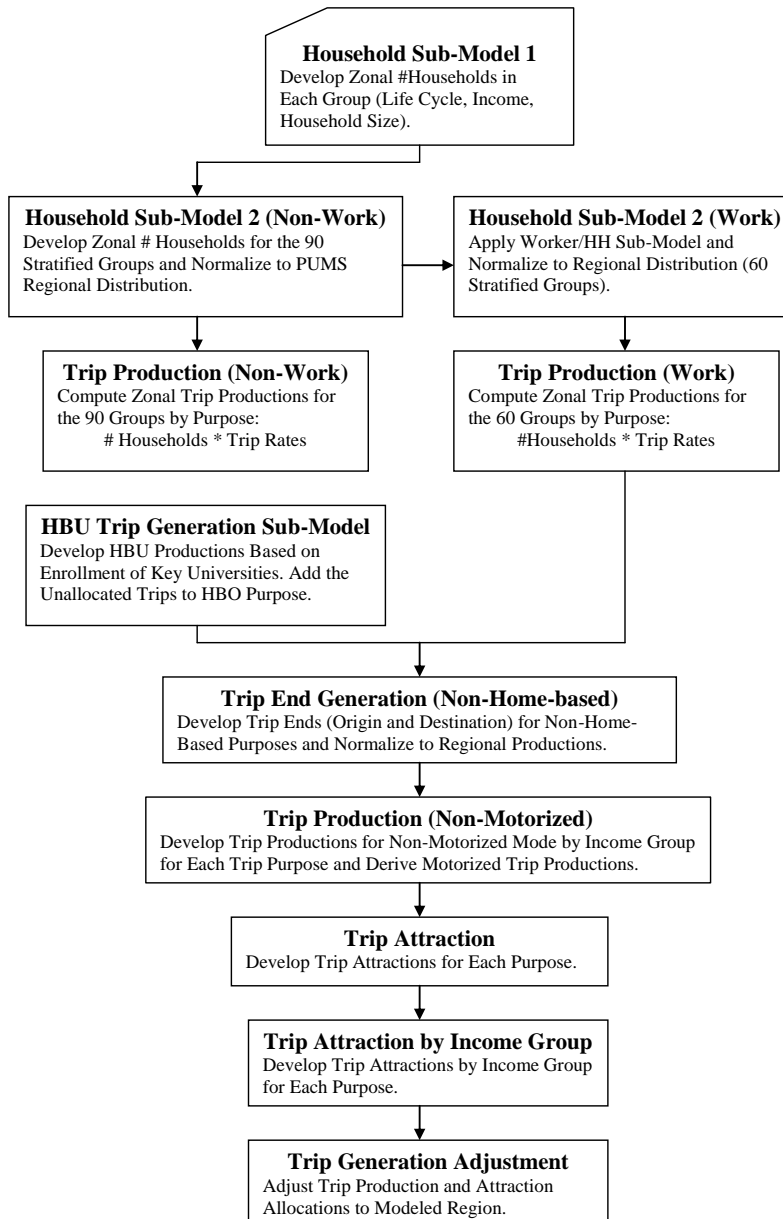 Household Sub-Model 1
Develop Zonal #Households in
Each Group (Life Cycle, Income,
Household Size).
Household Sub-Model 2 (Non-Work)
Develop Zonal # Households for the 90
Stratified Groups and Normalize to PUMS
Regional Distribution.
Household Sub-Model 2 (Work)
Apply Worker/HH Sub-Model and
Normalize to Regional Distribution (60
Stratified Groups).
Trip Production (Non-Work)
Compute Zonal Trip Productions for
the 90 Groups by Purpose:
# Households * Trip Rates
Trip Production (Work)
Compute Zonal Trip Productions for
the 60 Groups by Purpose:
#Households * Trip Rates
HBU Trip Generation Sub-Model
Develop HBU Productions Based on
Enrollment of Key Universities. Add the
Unallocated Trips to HBO Purpose.
Trip End Generation (Non-Home-based)
Develop Trip Ends (Origin and Destination) for Non-Home-
Based Purposes and Normalize to Regional Productions.
Trip Production (Non-Motorized)
Develop Trip Productions for Non-Motorized Mode by Income Group
for Each Trip Purpose and Derive Motorized Trip Productions.
Trip Attraction
Develop Trip Attractions for Each Purpose.
Trip Attraction by Income Group
Develop Trip Attractions by Income Group
for Each Purpose.
Trip Generation Adjustment
Adjust Trip Production and Attraction
Allocations to Modeled Region.